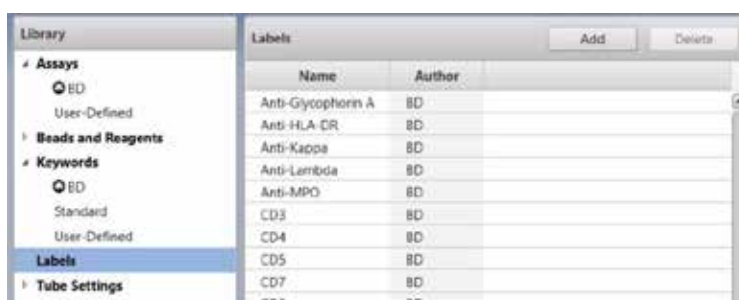 Library
Assays
BD
User-Defined
Beads and Reagents
Keywords
BD
Standard
User-Defined
Labels
Tube Settings
Labels
Add
Delete
Name Author
Anti-Glycophorin A BD
Anti-HLA-DR BD
Anti-Kappa BD
Anti-Lambda BD
Anti-MPO BD
CD3 BD
CD4 BD
CD5 BD
CD7 BD